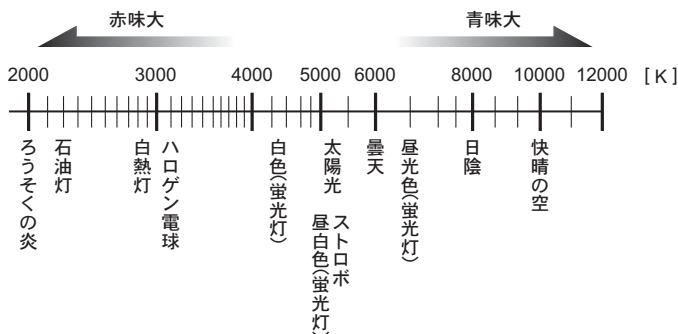 赤味大
青味大
2000 3000 4000 5000 6000 8000 10000 12000 [K]
ろうそくの炎
石油灯
白熱灯
ハロゲン電球
白色(蛍光灯)
太陽光
曇天
昼光色(蛍光灯)
日陰
快晴の空
昼白色(蛍光灯)
ストロボ